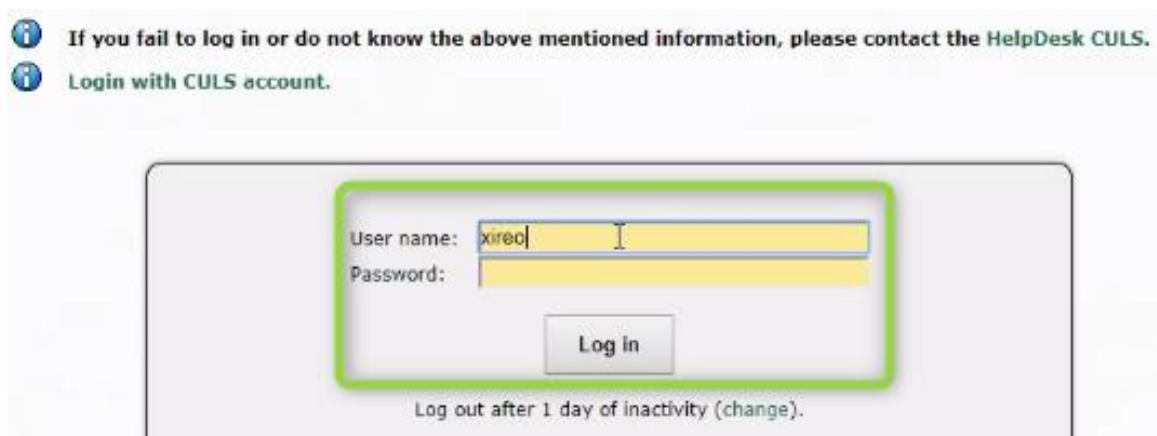 If you fail to log in or do not know the above mentioned information, please contact the HelpDesk CULS.
Login with CULS account.
User name: xireo
Password:
Log in
Log out after 1 day of inactivity (change).